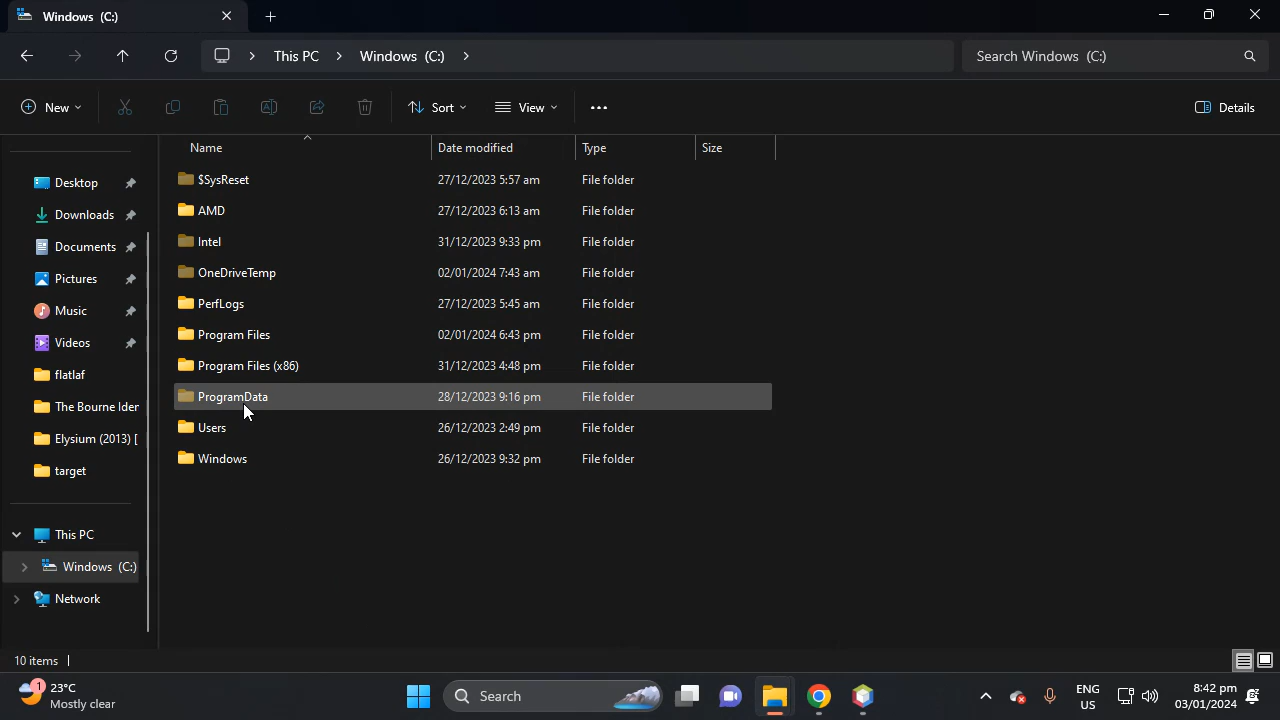 Windows (C:)
This PC > Windows (C:) >
Search Windows (C:)
New
Sort
View
Details
Name Date modified Type Size
$SysReset 27/12/2023 5:57 am File folder
AMD 27/12/2023 6:13 am File folder
Intel 31/12/2023 9:33 pm File folder
OneDriveTemp 02/01/2024 7:43 am File folder
PerfLogs 27/12/2023 5:45 am File folder
Program Files 02/01/2024 6:43 pm File folder
Program Files (x86) 31/12/2023 4:48 pm File folder
ProgramData 28/12/2023 9:16 pm File folder
Users 26/12/2023 2:49 pm File folder
Windows 26/12/2023 9:32 pm File folder
Desktop
Downloads
Documents
Pictures
Music
Videos
flatlaf
The Bourne Ider
Elysium (2013) [
target
This PC
Windows (C:)
Network
10 items
1
23°C
Mostly clear
Search
ENG
US
8:42 pm
03/01/2024